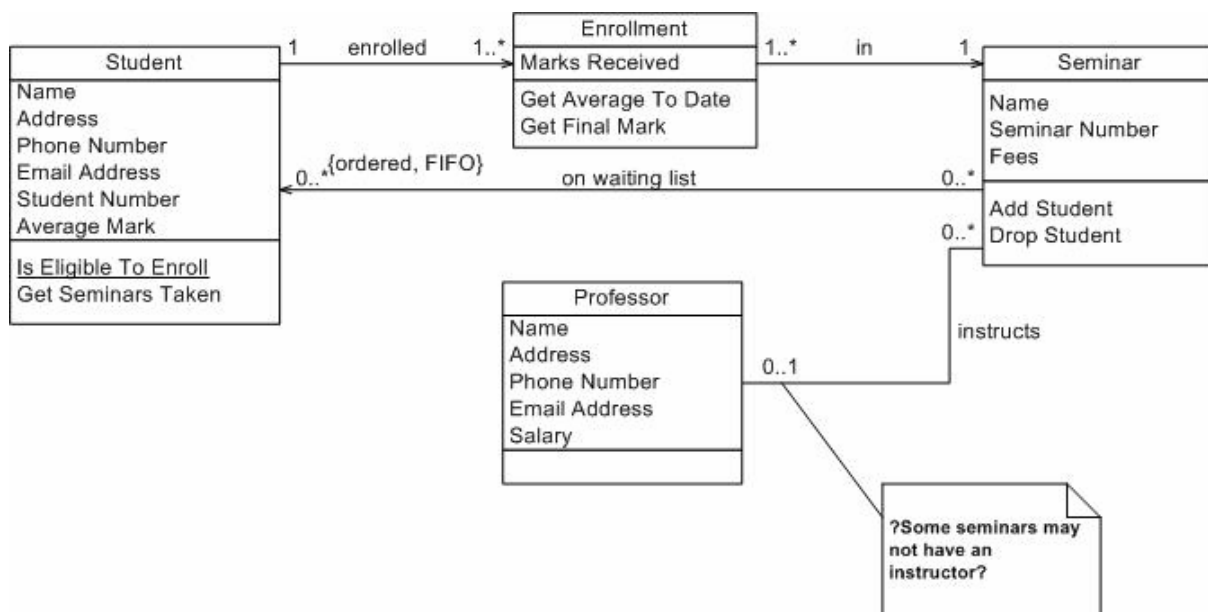 Student
Name
Address
Phone Number
Email Address
Student Number
Average Mark
Is Eligible To Enroll
Get Seminars Taken
1 enrolled 1..*
Enrollment
Marks Received
Get Average To Date
Get Final Mark
1..* in 1
Seminar
Name
Seminar Number
Fees
Add Student
Drop Student
{ordered, FIFO}
0..* on waiting list 0..*
0..*
instructs
0..1
Professor
Name
Address
Phone Number
Email Address
Salary
?Some seminars may
not have an
instructor?